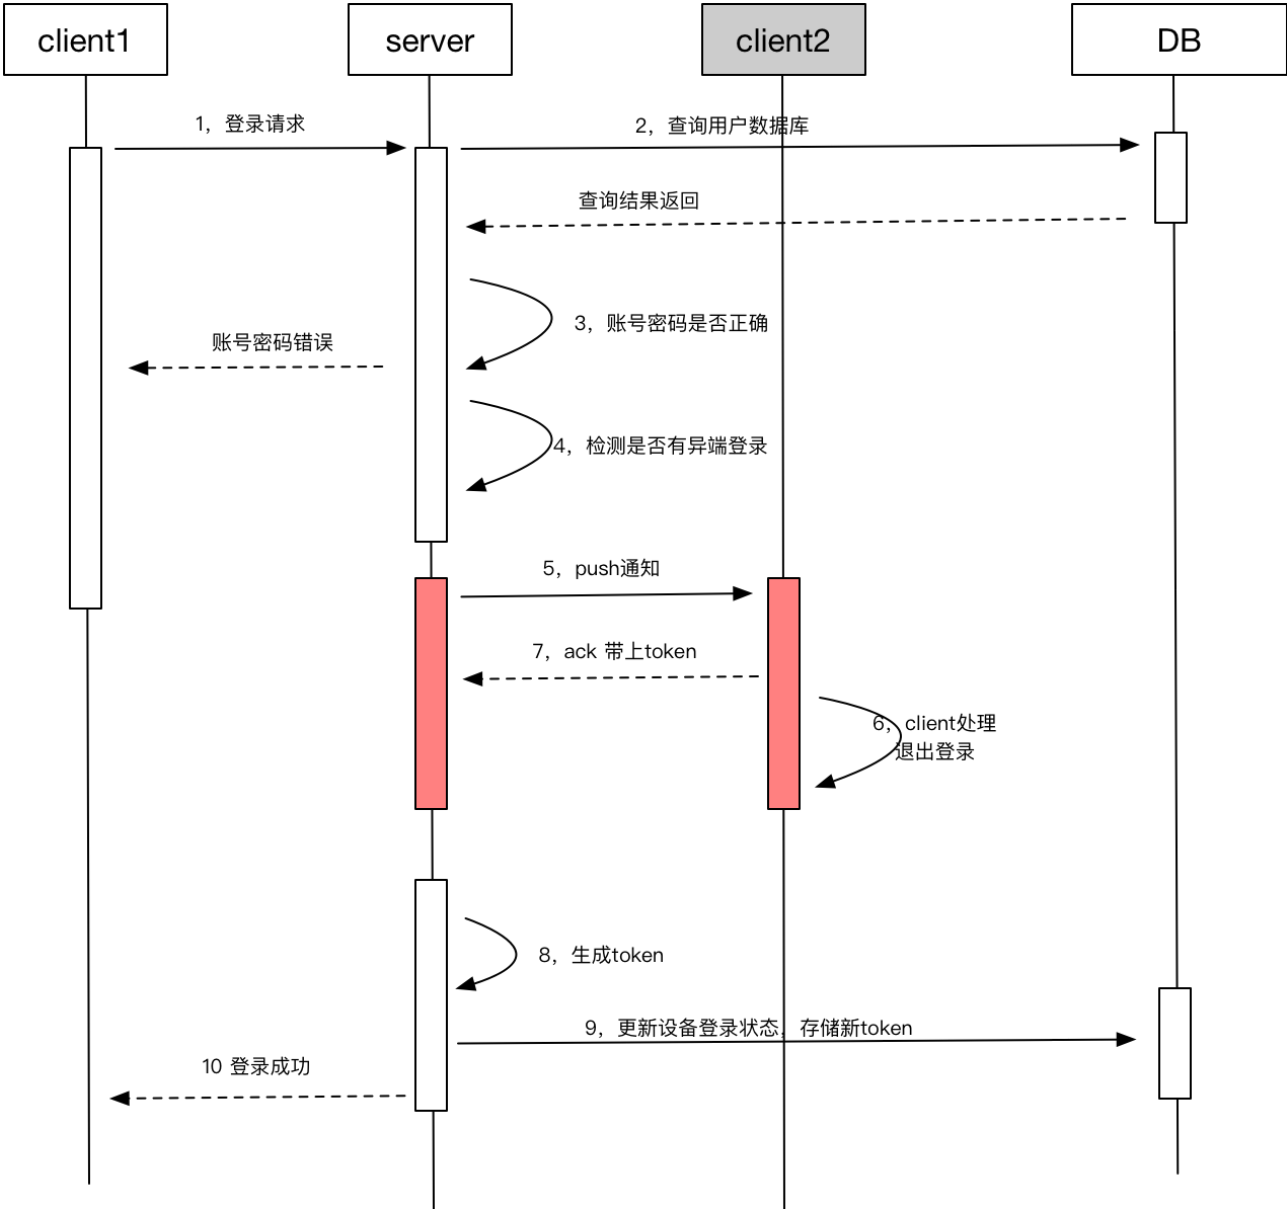 client1
server
client2
DB
1，登录请求
2，查询用户数据库
查询结果返回
3，账号密码是否正确
账号密码错误
4，检测是否有异端登录
5，push通知
7，ack 带上token
6，client处理
退出登录
8，生成token
9，更新设备登录状态，存储新token
10 登录成功